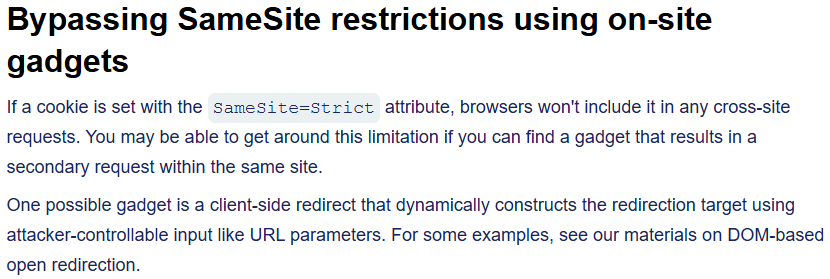 Bypassing SameSite restrictions using on-site
gadgets
If a cookie is set with the SameSite=Strict attribute, browsers won't include it in any cross-site
requests. You may be able to get around this limitation if you can find a gadget that results in a
secondary request within the same site.
One possible gadget is a client-side redirect that dynamically constructs the redirection target using
attacker-controllable input like URL parameters. For some examples, see our materials on DOM-based
open redirection.